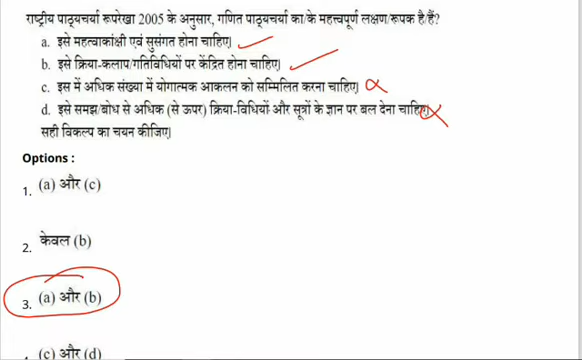 राष्ट्रीय पाठ्यचर्या रूपरेखा 2005 के अनुसार, गणित पाठ्यचर्या का/के महत्त्वपूर्ण लक्षण/रूपक है/हैं?
a. इसे महत्वाकांक्षी एवं सुसंगत होना चाहिए।
b. इसे क्रिया-कलाप/गतिविधियों पर केंद्रित होना चाहिए।
c. इस में अधिक संख्या में योगात्मक आकलन को सम्मिलित करना चाहिए।
d. इसे समझ/बोध से अधिक (से ऊपर) क्रिया-विधियों और सूत्रों के ज्ञान पर बल देना चाहिए।
सही विकल्प का चयन कीजिए।
Options :
1. (a) और (c)
2. केवल (b)
3. (a) और (b)
4. (c) और (d)